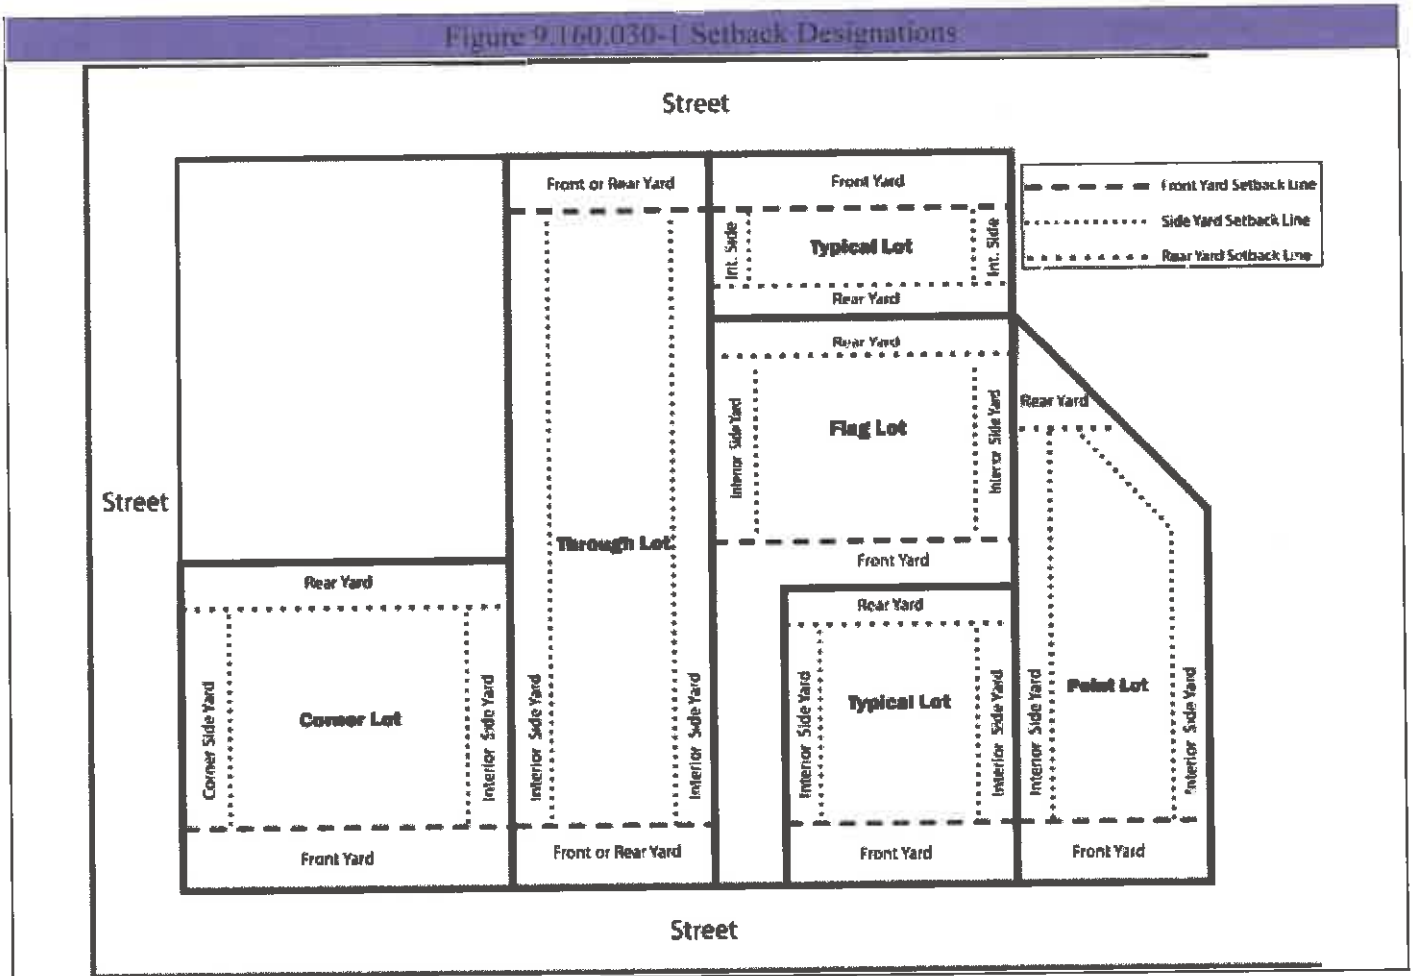 Figure 9.160.030-1 Setback Designations
Street
Front or Rear Yard
Front Yard
Front Yard Setback Line
Side Yard Setback Line
Rear Yard Setback Line
Int. Side
Typical Lot
Int. Side
Rear Yard
Rear Yard
Interior Side Yard
Flag Lot
Interior Side Yard
Rear Yard
Street
Through Lot
Front Yard
Rear Yard
Rear Yard
Corner Side Yard
Corner Lot
Interior Side Yard
Interior Side Yard
Interior Side Yard
Interior Side Yard
Typical Lot
Interior Side Yard
Interior Side Yard
Point Lot
Interior Side Yard
Front Yard
Front or Rear Yard
Front Yard
Front Yard
Street